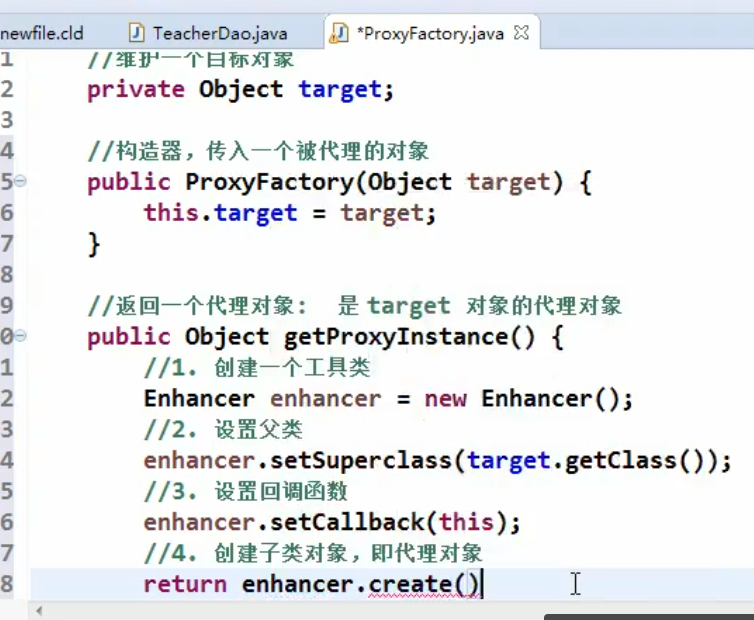 newfile.cld TeacherDao.java *ProxyFactory.java
1 //维护一个目标对象
2 private Object target;
3
4 //构造器，传入一个被代理的对象
5 public ProxyFactory(Object target) {
6 this.target = target;
7 }
8
9 //返回一个代理对象: 是 target 对象的代理对象
0 public Object getProxyInstance() {
1 //1. 创建一个工具类
2 Enhancer enhancer = new Enhancer();
3 //2. 设置父类
4 enhancer.setSuperclass(target.getClass());
5 //3. 设置回调函数
6 enhancer.setCallback(this);
7 //4. 创建子类对象，即代理对象
8 return enhancer.create()